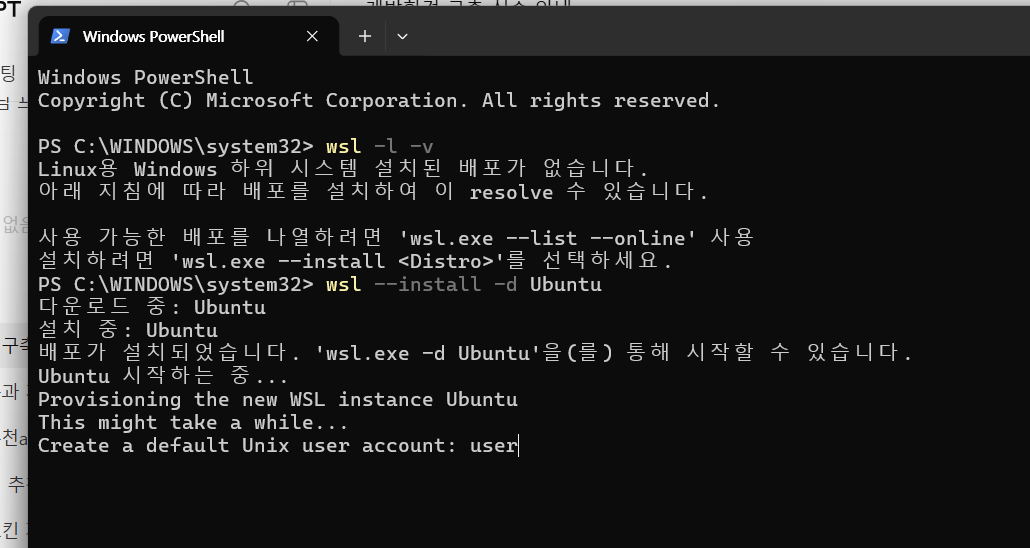 Windows PowerShell
Windows PowerShell
Copyright (C) Microsoft Corporation. All rights reserved.
PS C:\WINDOWS\system32> wsl -l -v
Linux용 Windows 하위 시스템 설치된 배포가 없습니다.
아래 지침에 따라 배포를 설치하여 이 resolve 수 있습니다.
사용 가능한 배포를 나열하려면 'wsl.exe --list --online' 사용
설치하려면 'wsl.exe --install <Distro>'를 선택하세요.
PS C:\WINDOWS\system32> wsl --install -d Ubuntu
다운로드 중: Ubuntu
설치 중: Ubuntu
배포가 설치되었습니다. 'wsl.exe -d Ubuntu'을(를) 통해 시작할 수 있습니다.
Ubuntu 시작하는 중...
Provisioning the new WSL instance Ubuntu
This might take a while...
Create a default Unix user account: user